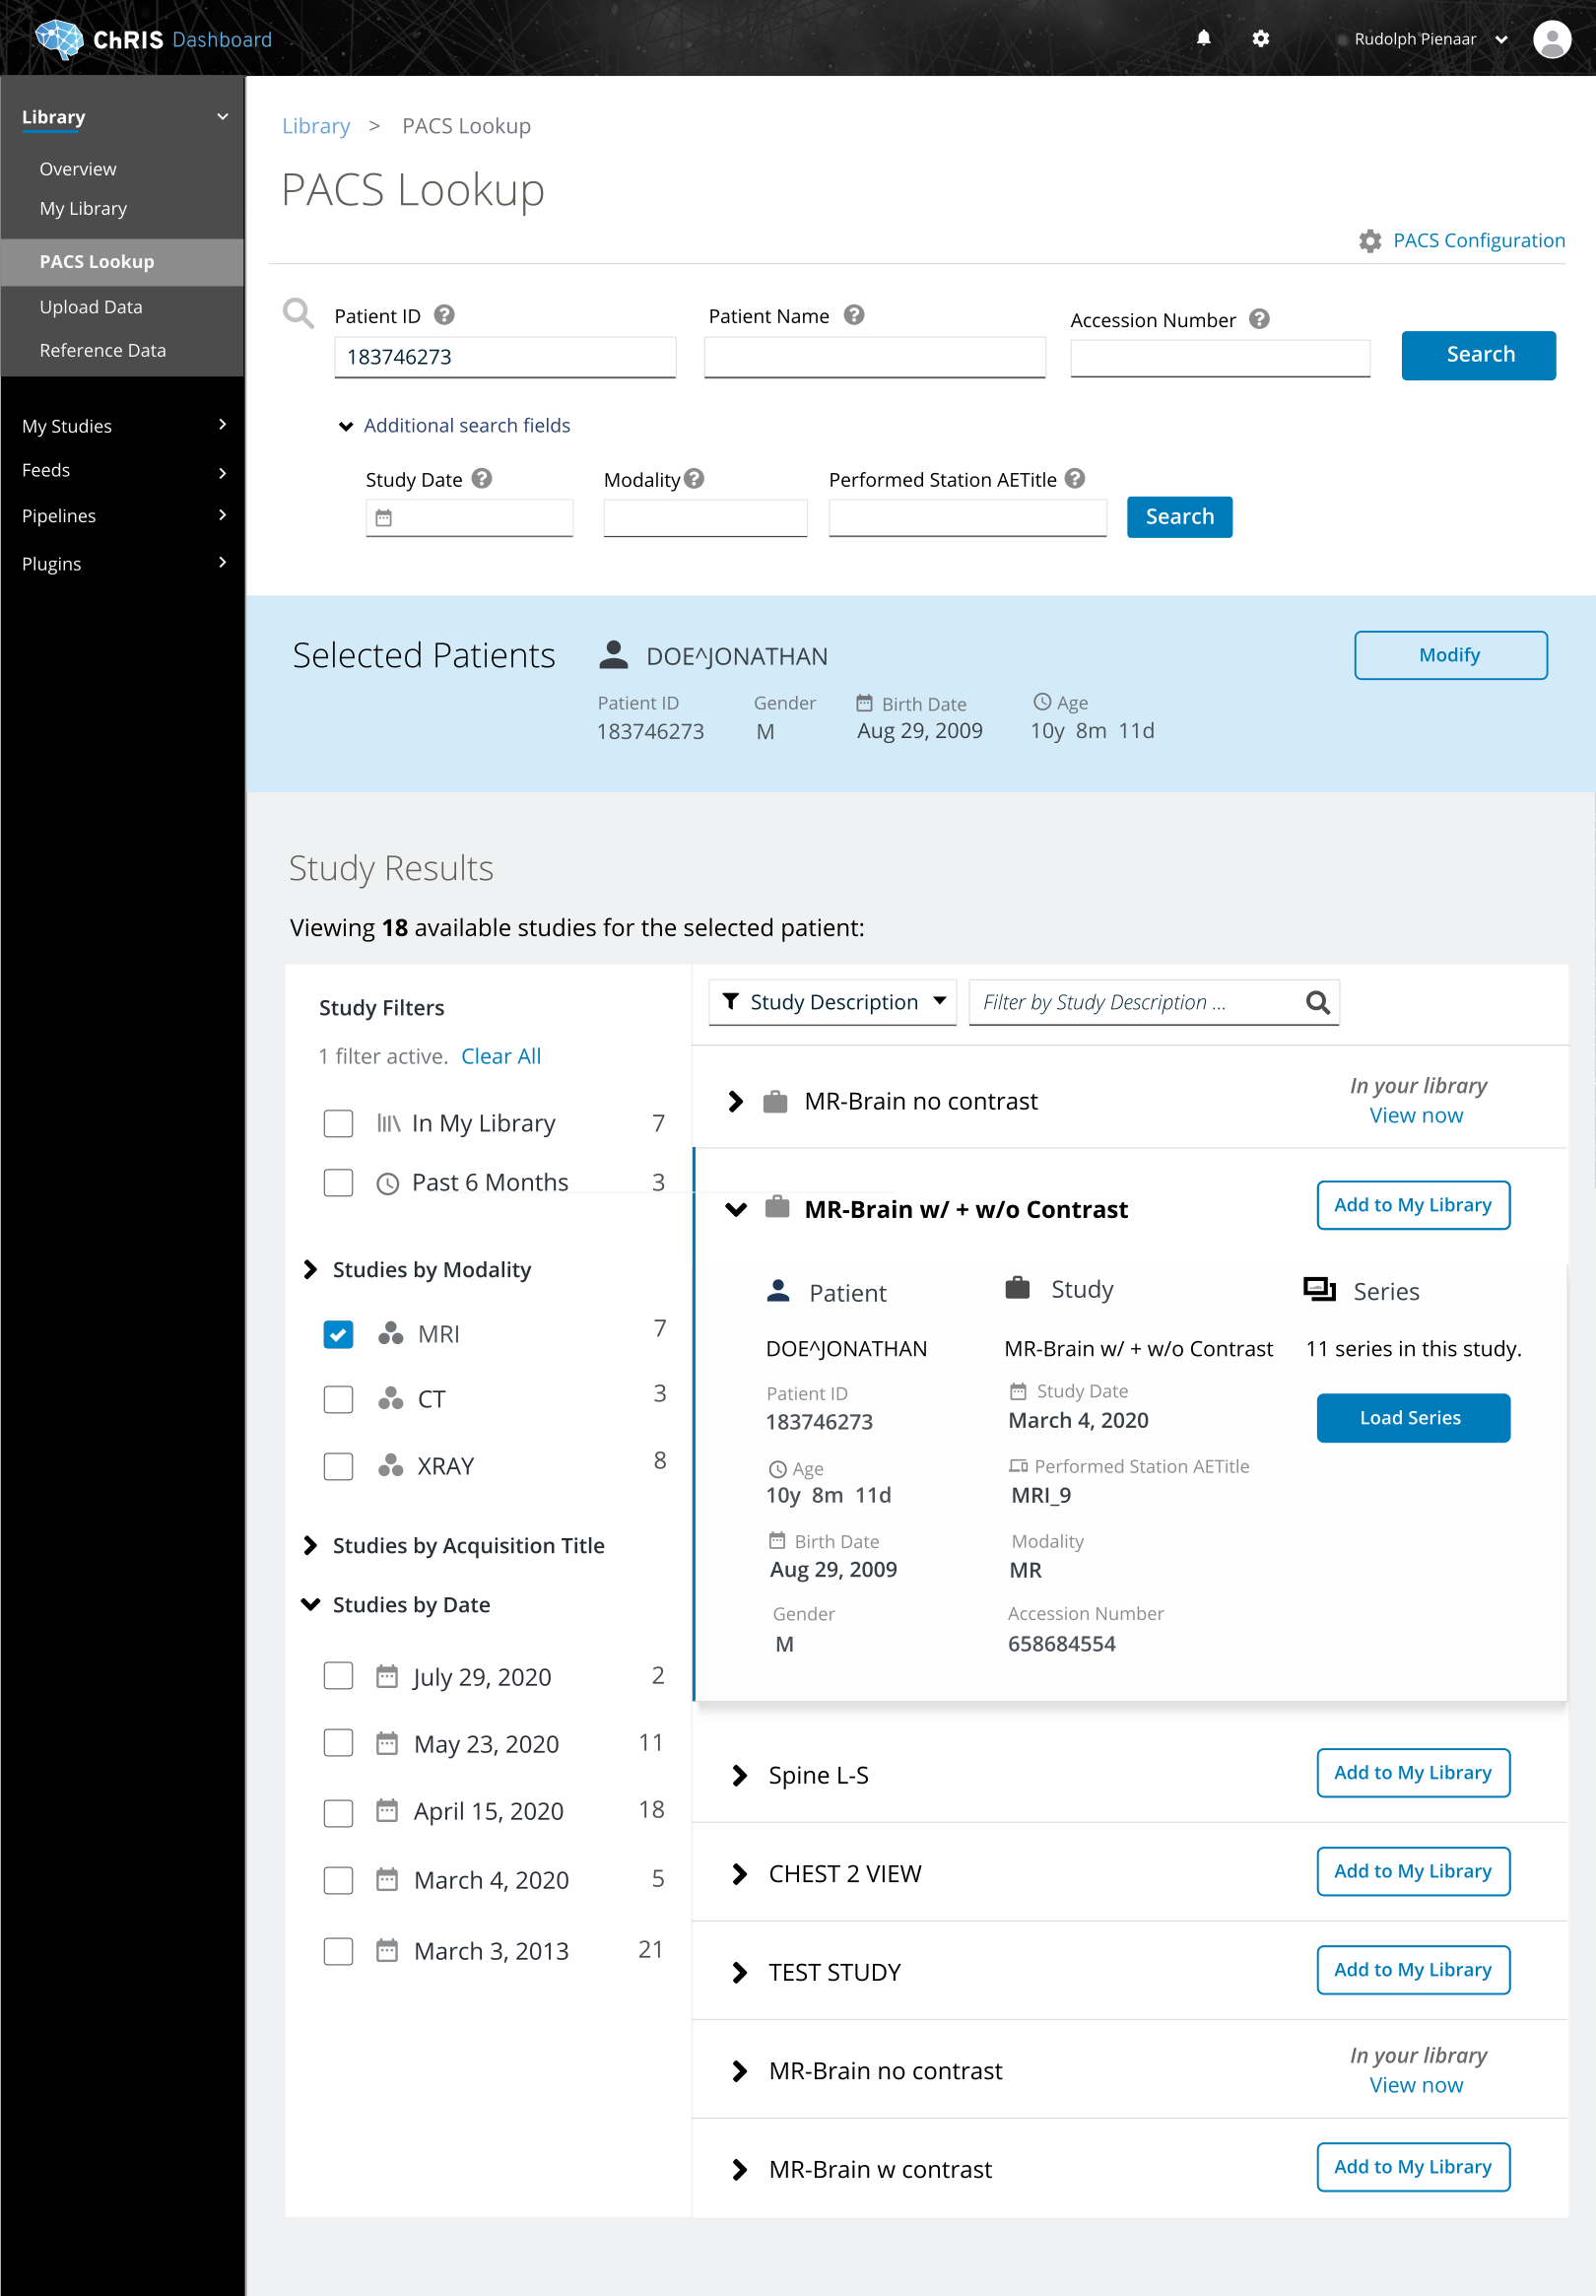 ChRIS Dashboard
Rudolph Pienaar
Library
Overview
My Library
PACS Lookup
Upload Data
Reference Data
My Studies
Feeds
Pipelines
Plugins
Library > PACS Lookup
PACS Lookup
PACS Configuration
Patient ID ? Patient Name ? Accession Number ?
183746273
Search
Additional search fields
Study Date ? Modality ? Performed Station AETitle ?
Search
Selected Patients DOE^JONATHAN Modify
Patient ID Gender Birth Date Age
183746273 M Aug 29, 2009 10y 8m 11d
Study Results
Viewing 18 available studies for the selected patient:
Study Filters
1 filter active. Clear All
In My Library 7
Past 6 Months 3
Studies by Modality
MRI 7
CT 3
XRAY 8
Studies by Acquisition Title
Studies by Date
July 29, 2020 2
May 23, 2020 11
April 15, 2020 18
March 4, 2020 5
March 3, 2013 21
Study Description Filter by Study Description ...
MR-Brain no contrast
In your library
View now
MR-Brain w/ + w/o Contrast Add to My Library
Patient
DOE^JONATHAN
Patient ID
183746273
Age
10y 8m 11d
Birth Date
Aug 29, 2009
Gender
M
Study
MR-Brain w/ + w/o Contrast
Study Date
March 4, 2020
Performed Station AETitle
MRI_9
Modality
MR
Accession Number
658684554
Series
11 series in this study.
Load Series
Spine L-S Add to My Library
CHEST 2 VIEW Add to My Library
TEST STUDY Add to My Library
MR-Brain no contrast
In your library
View now
MR-Brain w contrast Add to My Library